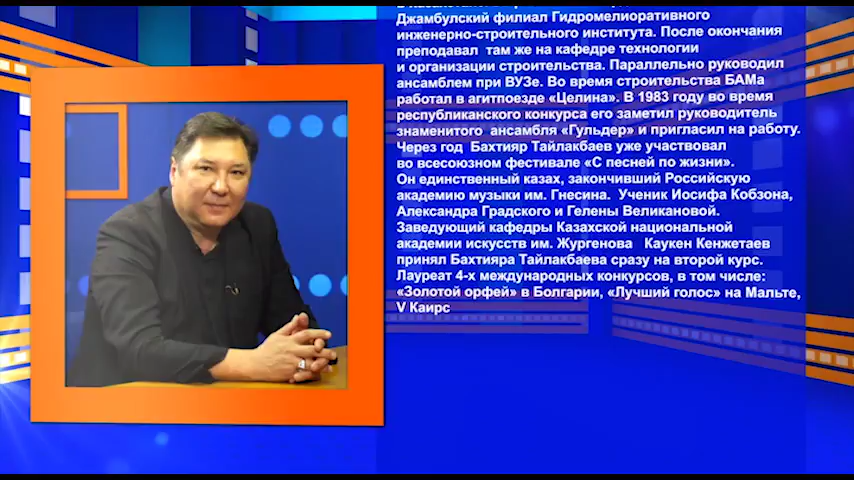 Джамбулский филиал Гидромелиоративного
инженерно-строительного института. После окончания
преподавал там же на кафедре технологии
и организации строительства. Параллельно руководил
ансамблем при ВУЗе. Во время строительства БАМа
работал в агитпоезде «Целина». В 1983 году во время
республиканского конкурса его заметил руководитель
знаменитого ансамбля «Гульдер» и пригласил на работу.
Через год Бахтияр Тайлакбаев уже участвовал
во всесоюзном фестивале «С песней по жизни».
Он единственный казах, закончивший Российскую
академию музыки им. Гнесина. Ученик Иосифа Кобзона,
Александра Градского и Гелены Великановой.
Заведующий кафедры Казахской национальной
академии искусств им. Жургенова Каукен Кенжетаев
принял Бахтияра Тайлакбаева сразу на второй курс.
Лауреат 4-х международных конкурсов, в том числе:
«Золотой орфей» в Болгарии, «Лучший голос» на Мальте,
V Каирс